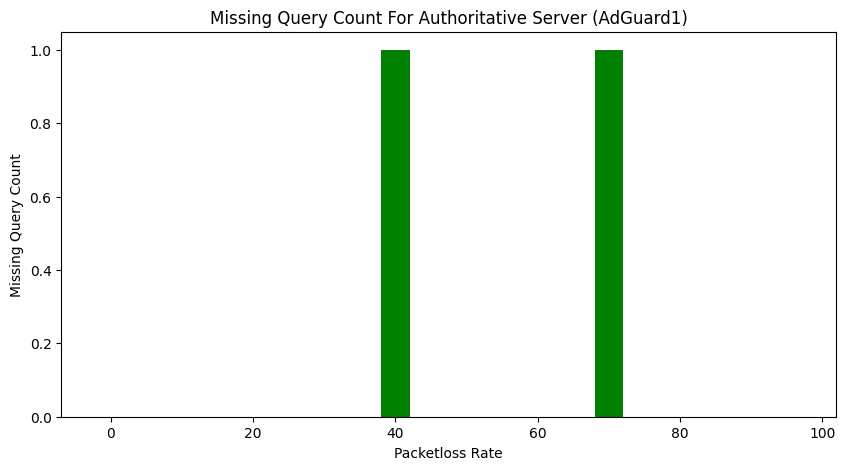 Missing Query Count For Authoritative Server (AdGuard1)
1.0
0.8
0.6
0.4
0.2
0.0
Missing Query Count
0 20 40 60 80 100
Packetloss Rate